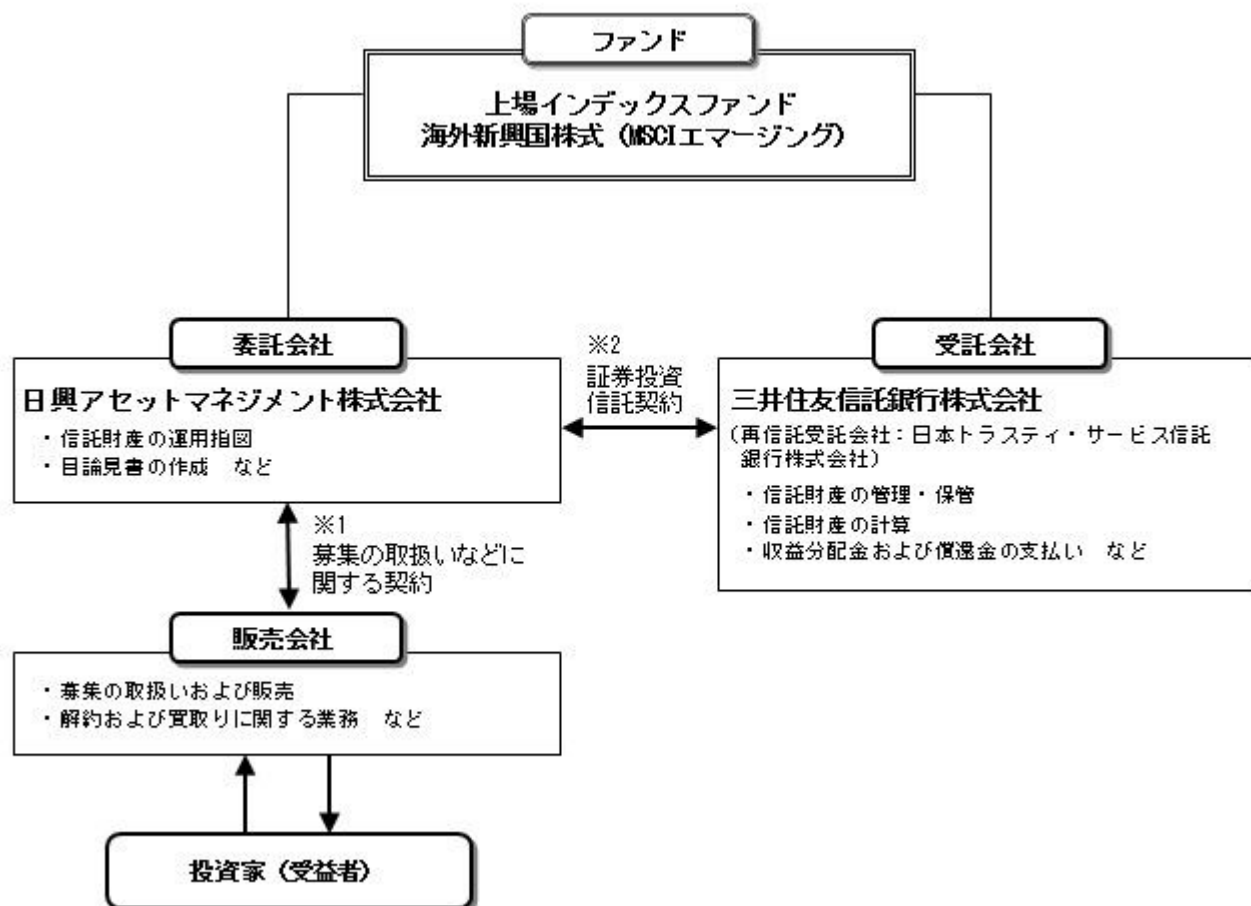 ファンド
上場インデックスファンド
海外新興国株式（MSCIエマージング）
委託会社
日興アセットマネジメント株式会社
・信託財産の運用指図
・目論見書の作成　など
※2
証券投資
信託契約
受託会社
三井住友信託銀行株式会社
（再信託受託会社：日本トラスティ・サービス信託
銀行株式会社）
・信託財産の管理・保管
・信託財産の計算
・収益分配金および償還金の支払い　など
※1
募集の取扱いなどに
関する契約
販売会社
・募集の取扱いおよび販売
・解約および買取りに関する業務　など
投資家（受益者）